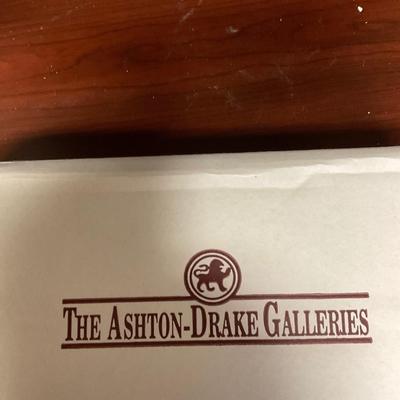 THE ASHTON-DRAKE GALLERIES